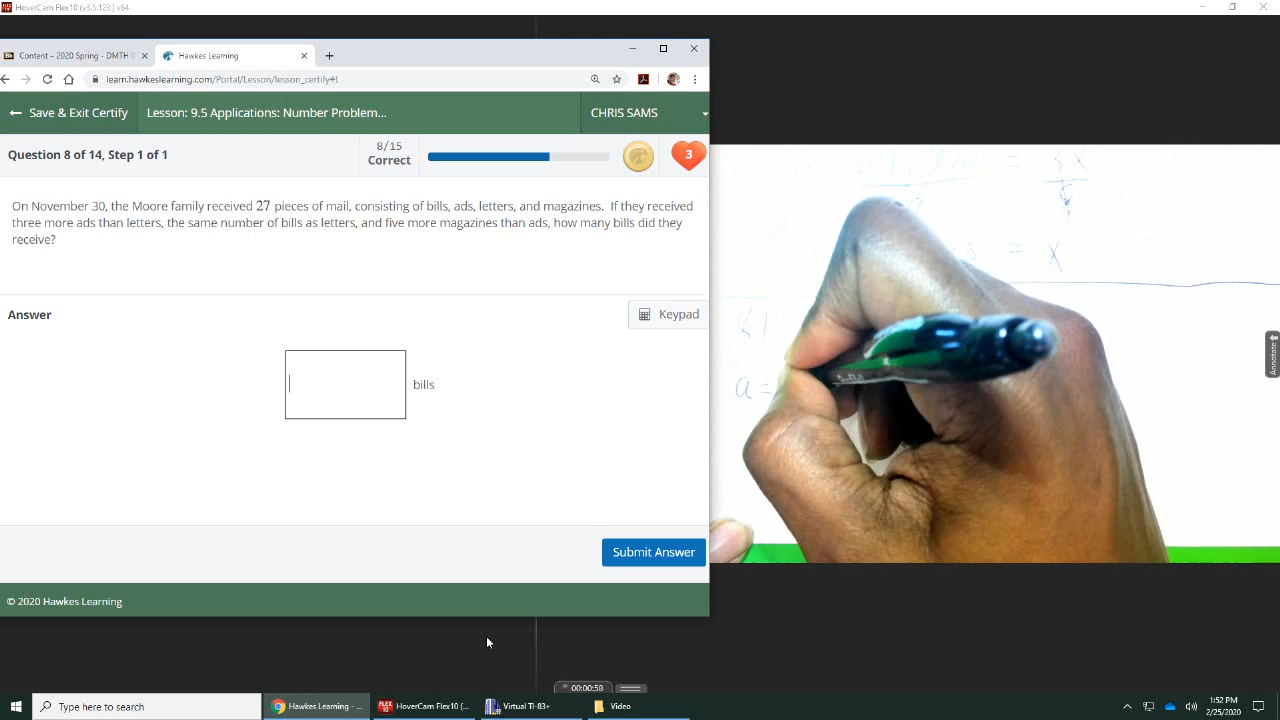 HoverCam Flex10 (v3.5.123 ) x64
Content – 2020 Spring - DMTH 0
Hawkes Learning
learn.hawkeslearning.com/Portal/Lesson/lesson_certify#!
Save & Exit Certify
Lesson: 9.5 Applications: Number Problem...
CHRIS SAMS
Question 8 of 14, Step 1 of 1
8/15
Correct
3
On November 30, the Moore family received 27 pieces of mail, consisting of bills, ads, letters, and magazines. If they received
three more ads than letters, the same number of bills as letters, and five more magazines than ads, how many bills did they
receive?
Answer
Keypad
bills
Submit Answer
© 2020 Hawkes Learning
= x
a =
Annotate
00:00:58
Type here to search
Hawkes Learning - ...
HoverCam Flex10 (...
Virtual TI-83+
Video
1:52 PM
2/25/2020